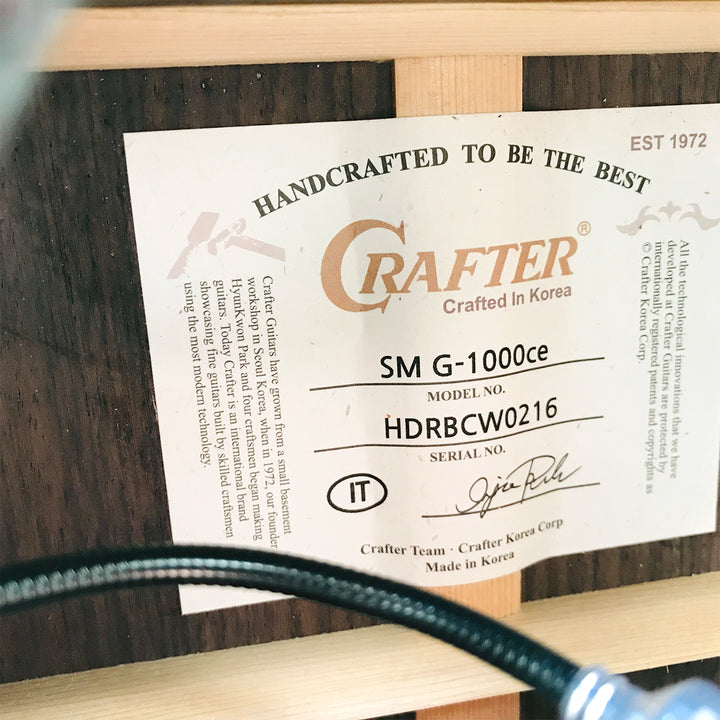 EST 1972
HANDCRAFTED TO BE THE BEST
CRAFTER®
Crafted In Korea
SM G-1000ce
MODEL NO.
HDRBCW0216
SERIAL NO.
IT
Crafter Team · Crafter Korea Corp
Made in Korea
Crafter Guitars have grown from a small basement
workshop in Seoul Korea, when in 1972, our founder
HyunKwon Park and four craftsmen began making
guitars. Today Crafter is an international brand
showcasing fine guitars built by skilled craftsmen
using the most modern technology.
All the technological innovations that we have
developed at Crafter Guitars are protected by
internationally registered patents and copyrights as
© Crafter Korea Corp.